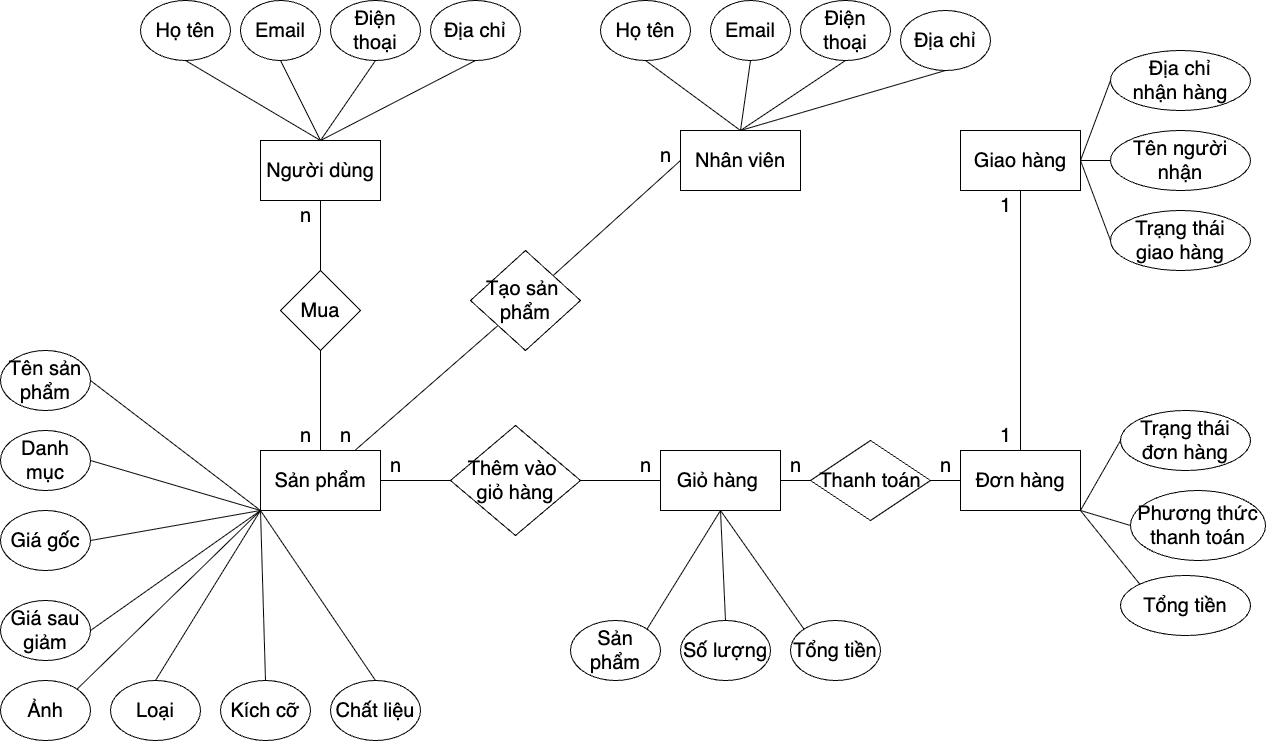 Họ tên
Email
Điện
thoại
Địa chỉ
Họ tên
Email
Điện
thoại
Địa chỉ
Địa chỉ
nhận hàng
Người dùng
n
Nhân viên
Giao hàng
Tên người
nhận
n
1
Trạng thái
giao hàng
Mua
Tạo sản
phẩm
Tên sản
phẩm
n
n
1
Trạng thái
đơn hàng
Danh
mục
Sản phẩm
n
Thêm vào
giỏ hàng
n
Giỏ hàng
n
Thanh toán
n
Đơn hàng
Phương thức
thanh toán
Giá gốc
Tổng tiền
Giá sau
giảm
Sản
phẩm
Số lượng
Tổng tiền
Ảnh
Loại
Kích cỡ
Chất liệu